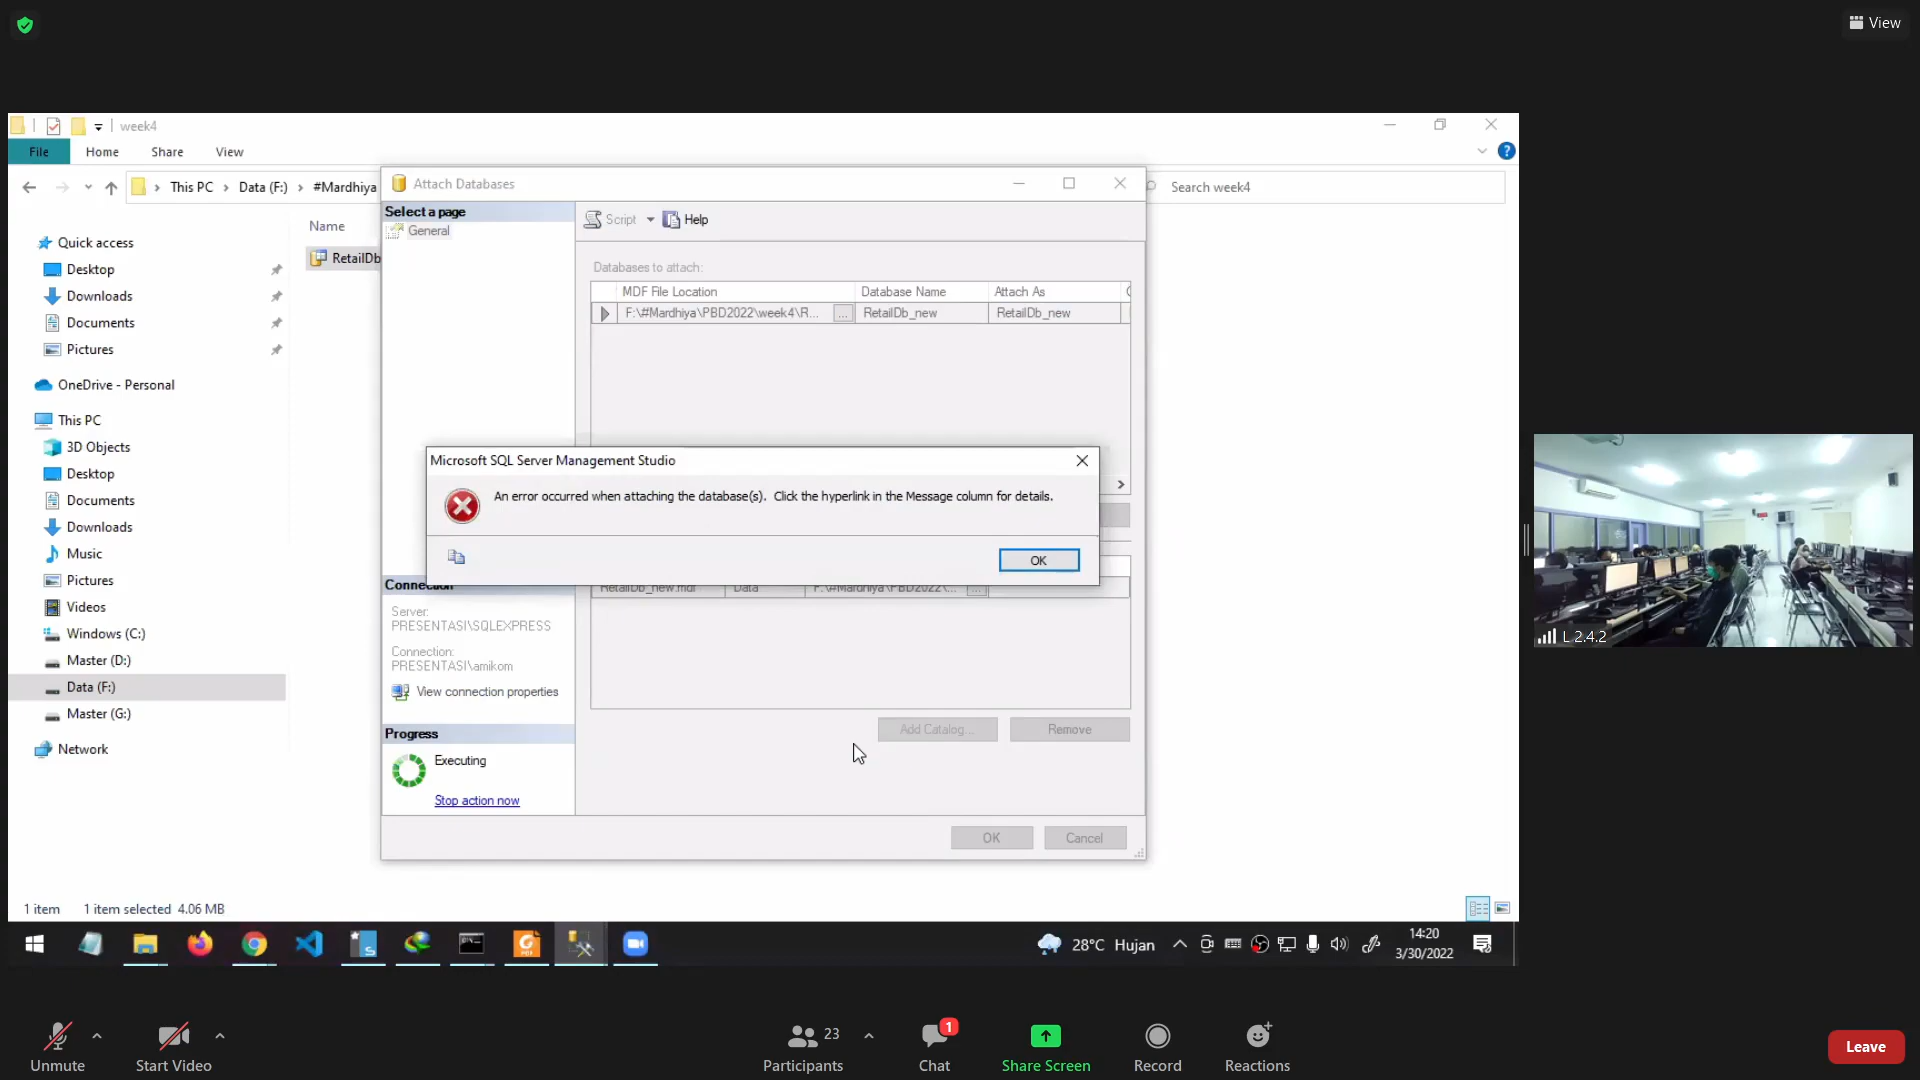 View
week4
File Home Share View
This PC Data (F:) #Mardhiya
Search week4
Attach Databases
Select a page
General
Script Help
Name
RetailDb
Quick access
Desktop
Downloads
Documents
Pictures
OneDrive - Personal
This PC
3D Objects
Desktop
Documents
Downloads
Music
Pictures
Videos
Windows (C:)
Master (D:)
Data (F:)
Master (G:)
Network
Databases to attach:
MDF File Location Database Name Attach As
F:\#Mardhiya\PBD2022\week4\R... ... RetailDb_new RetailDb_new
Microsoft SQL Server Management Studio
An error occurred when attaching the database(s). Click the hyperlink in the Message column for details.
OK
Connection
RetailDb_new.mdf Data F:\#Mardhiya\PBD2022\... ...
Server:
PRESENTASI\SQLEXPRESS
Connection:
PRESENTASI\amikom
View connection properties
Progress
Executing
Stop action now
Add Catalog... Remove
OK Cancel
L 2.4.2
1 item 1 item selected 4.06 MB
28°C Hujan
14:20
3/30/2022
Unmute
Start Video
23
Participants
1
Chat
Share Screen
Record
Reactions
Leave